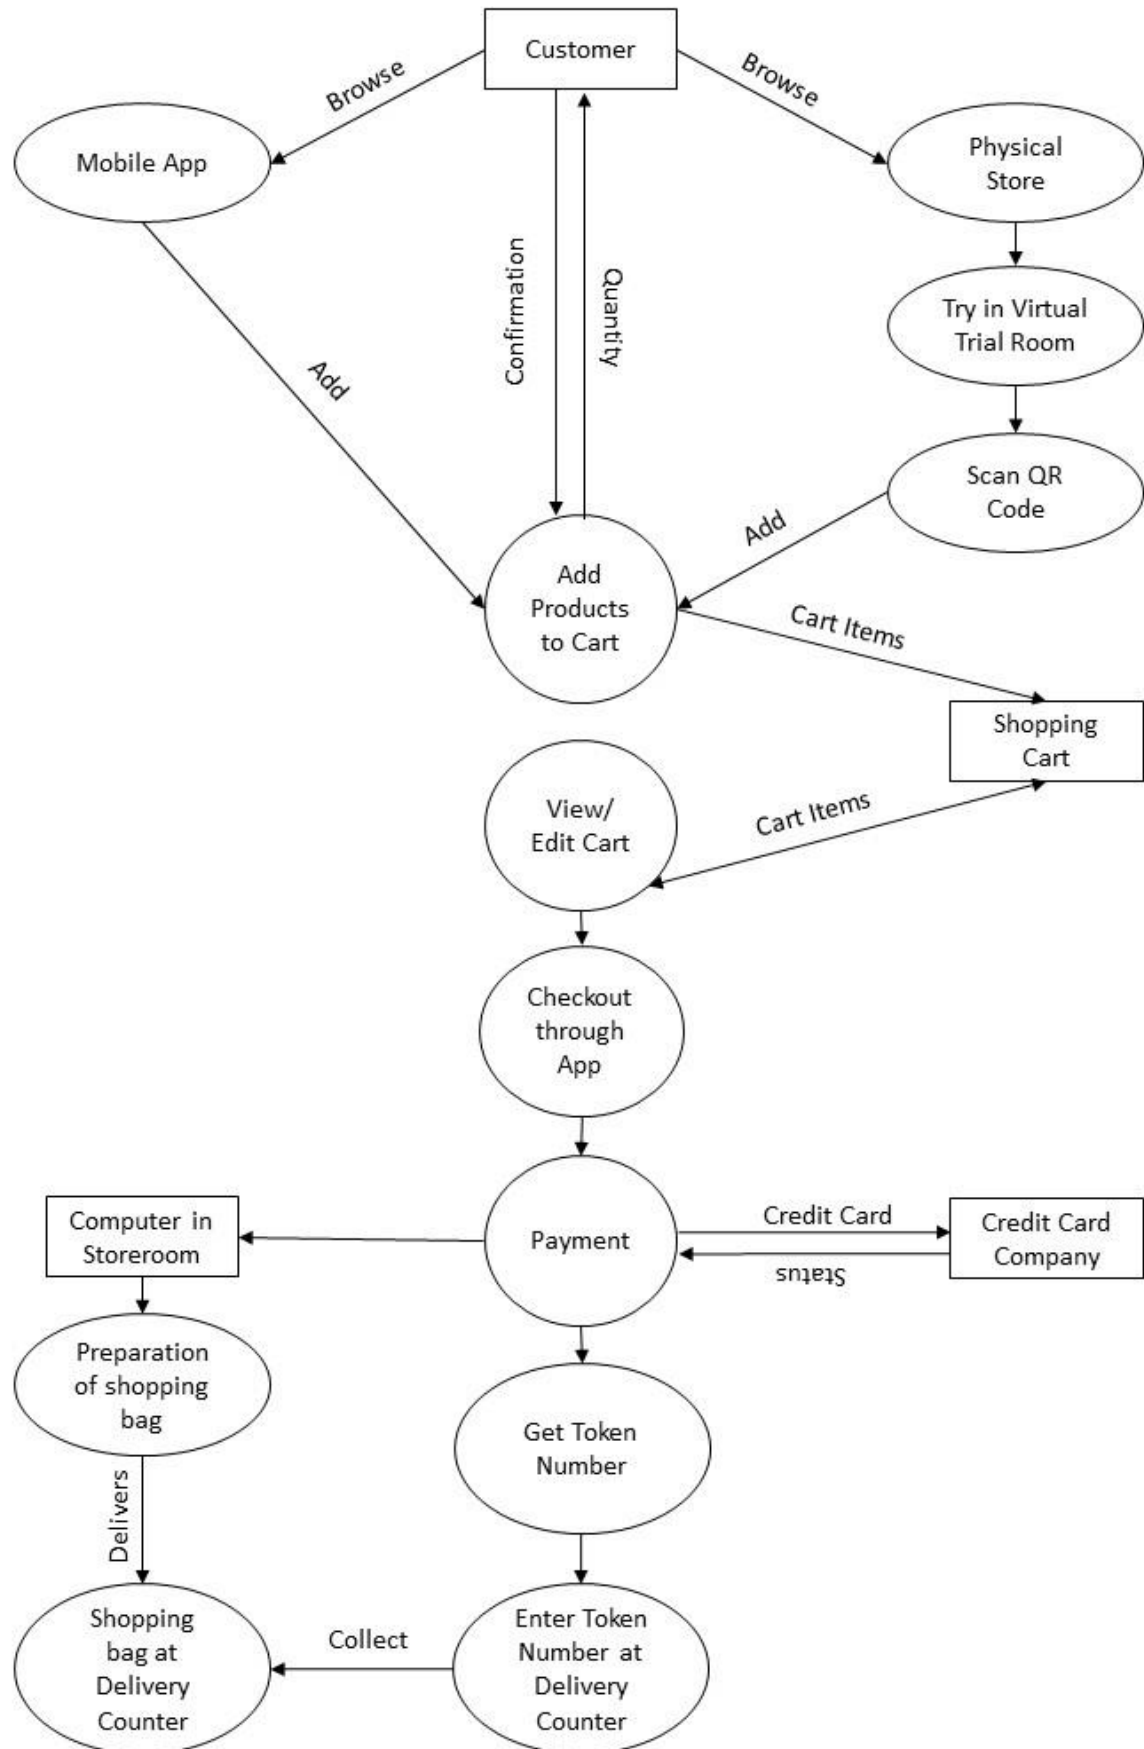 Customer
Browse
Browse
Mobile App
Physical
Store
Confirmation
Quantity
Try in Virtual
Trial Room
Add
Scan QR
Code
Add
Add
Products
to Cart
Cart Items
Shopping
Cart
View/
Edit Cart
Cart Items
Checkout
through
App
Computer in
Storeroom
Payment
Credit Card
Status
Credit Card
Company
Preparation
of shopping
bag
Get Token
Number
Delivers
Shopping
bag at
Delivery
Counter
Collect
Enter Token
Number at
Delivery
Counter